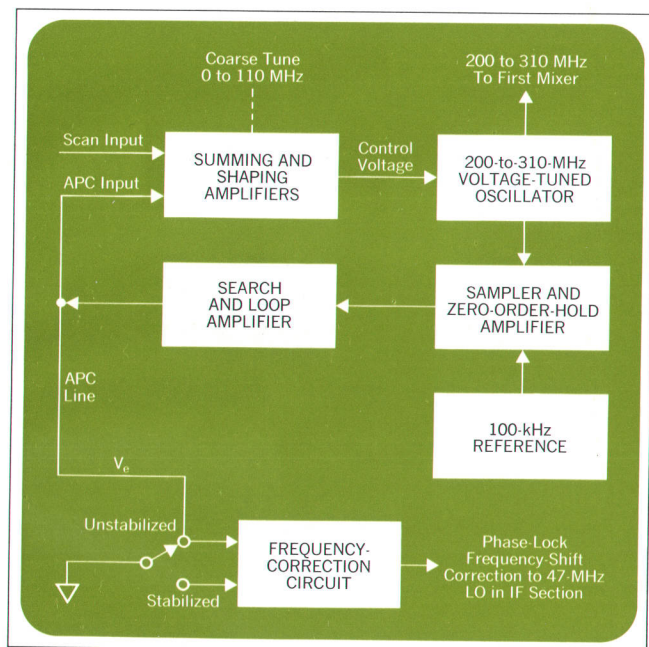 Coarse Tune
0 to 110 MHz
200 to 310 MHz
To First Mixer
Scan Input
APC Input
SUMMING AND
SHAPING
AMPLIFIERS
Control
Voltage
200-to-310-MHz
VOLTAGE-TUNED
OSCILLATOR
SEARCH
AND LOOP
AMPLIFIER
SAMPLER AND
ZERO-ORDER-HOLD
AMPLIFIER
APC
Line
100-kHz
REFERENCE
Ve
Unstabilized
Stabilized
FREQUENCY-
CORRECTION
CIRCUIT
Phase-Lock
Frequency-Shift
Correction to 47-MHz
LO in IF Section